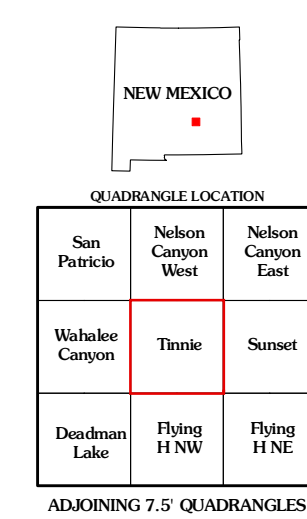 NEW MEXICO
QUADRANGLE LOCATION
San
Patricio
Nelson
Canyon
West
Nelson
Canyon
East
Wahalee
Canyon
Tinnie
Sunset
Deadman
Lake
Flying
H NW
Flying
H NE
ADJOINING 7.5' QUADRANGLES